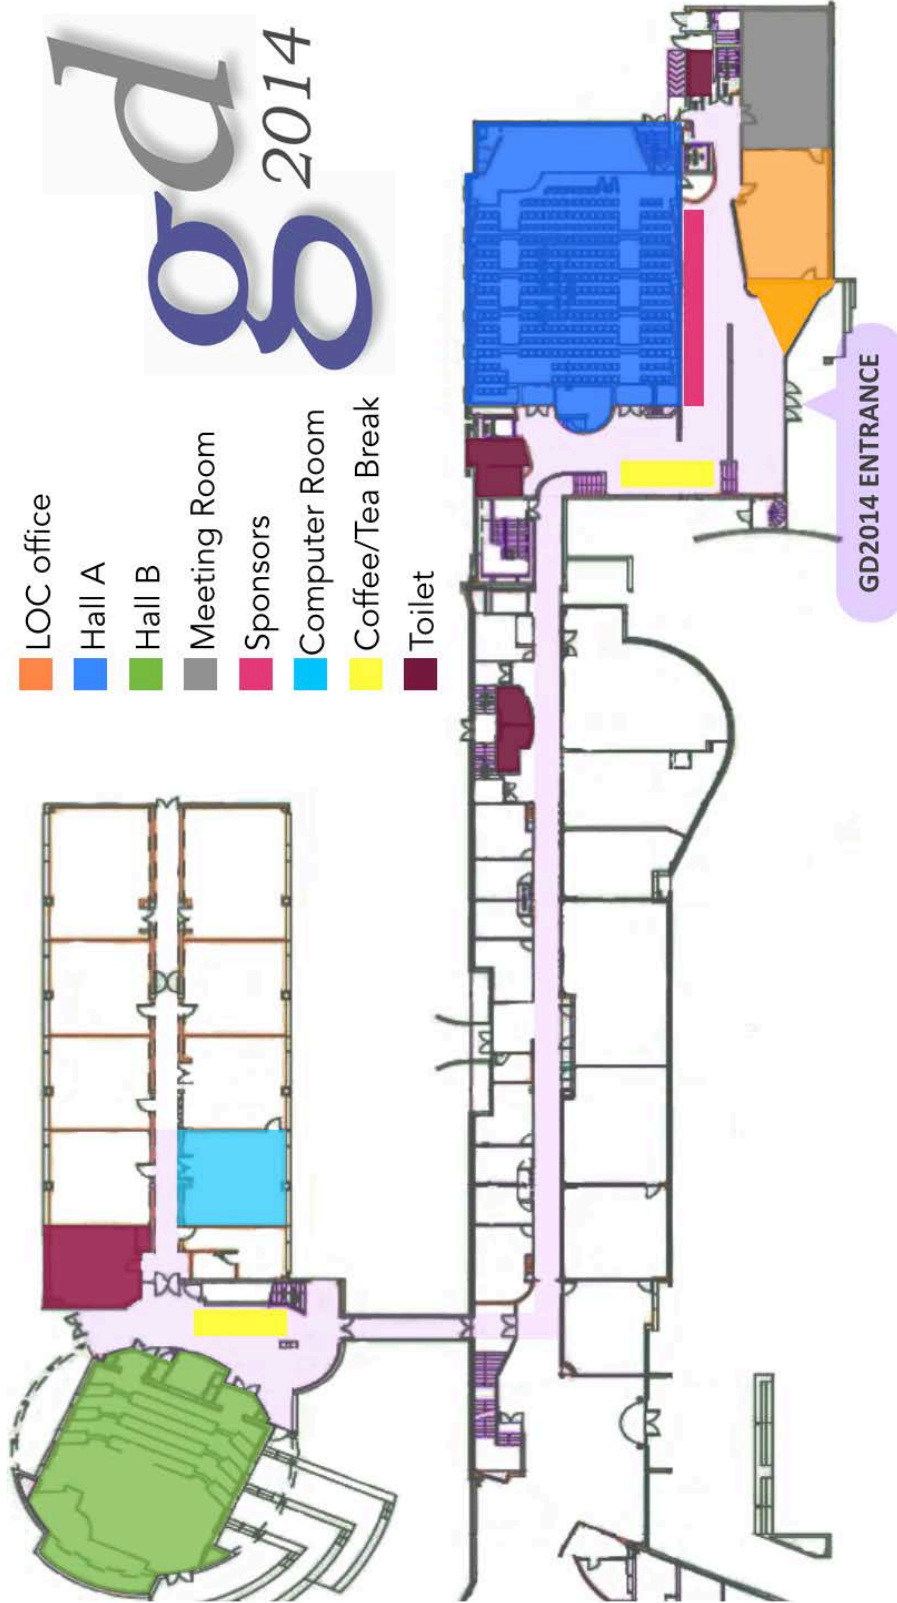 gd
2014
LOC office
Hall A
Hall B
Meeting Room
Sponsors
Computer Room
Coffee/Tea Break
Toilet
GD2014 ENTRANCE